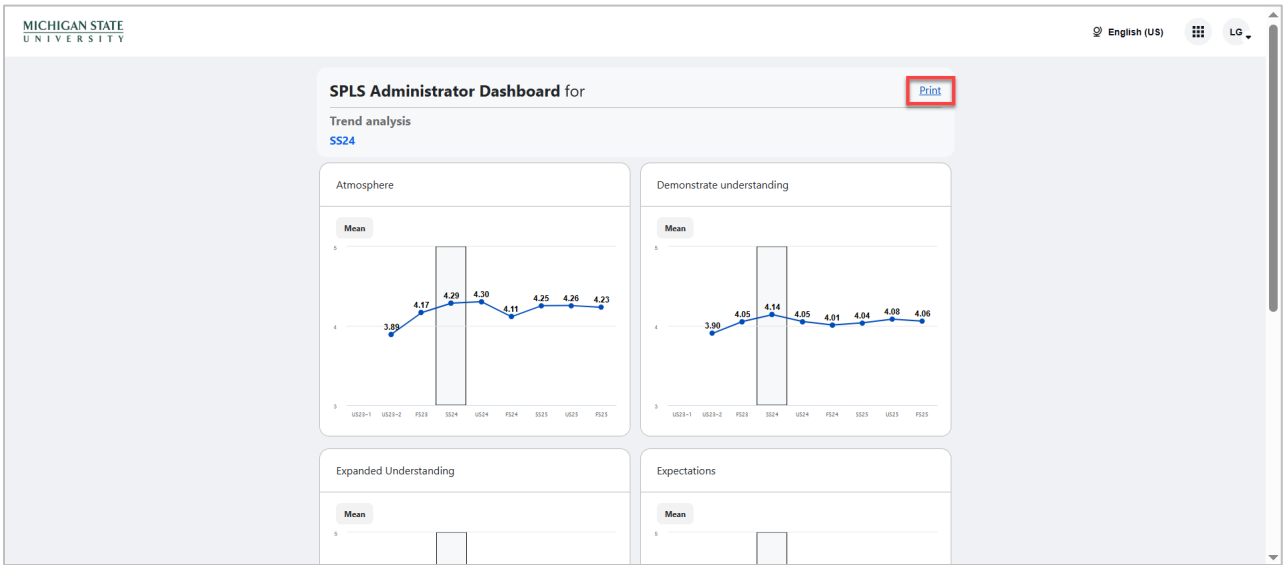 MICHIGAN STATE
UNIVERSITY
English (US)
LG
SPLS Administrator Dashboard for
Print
Trend analysis
SS24
Atmosphere
Mean
5
4
3
3.89
4.17
4.29
4.30
4.11
4.25
4.26
4.23
US23-1 US23-2 FS23 SS24 US24 FS24 SS25 US25 FS25
Demonstrate understanding
Mean
5
4
3
3.90
4.05
4.14
4.05
4.01
4.04
4.08
4.06
US23-1 US23-2 FS23 SS24 US24 FS24 SS25 US25 FS25
Expanded Understanding
Mean
5
Expectations
Mean
5